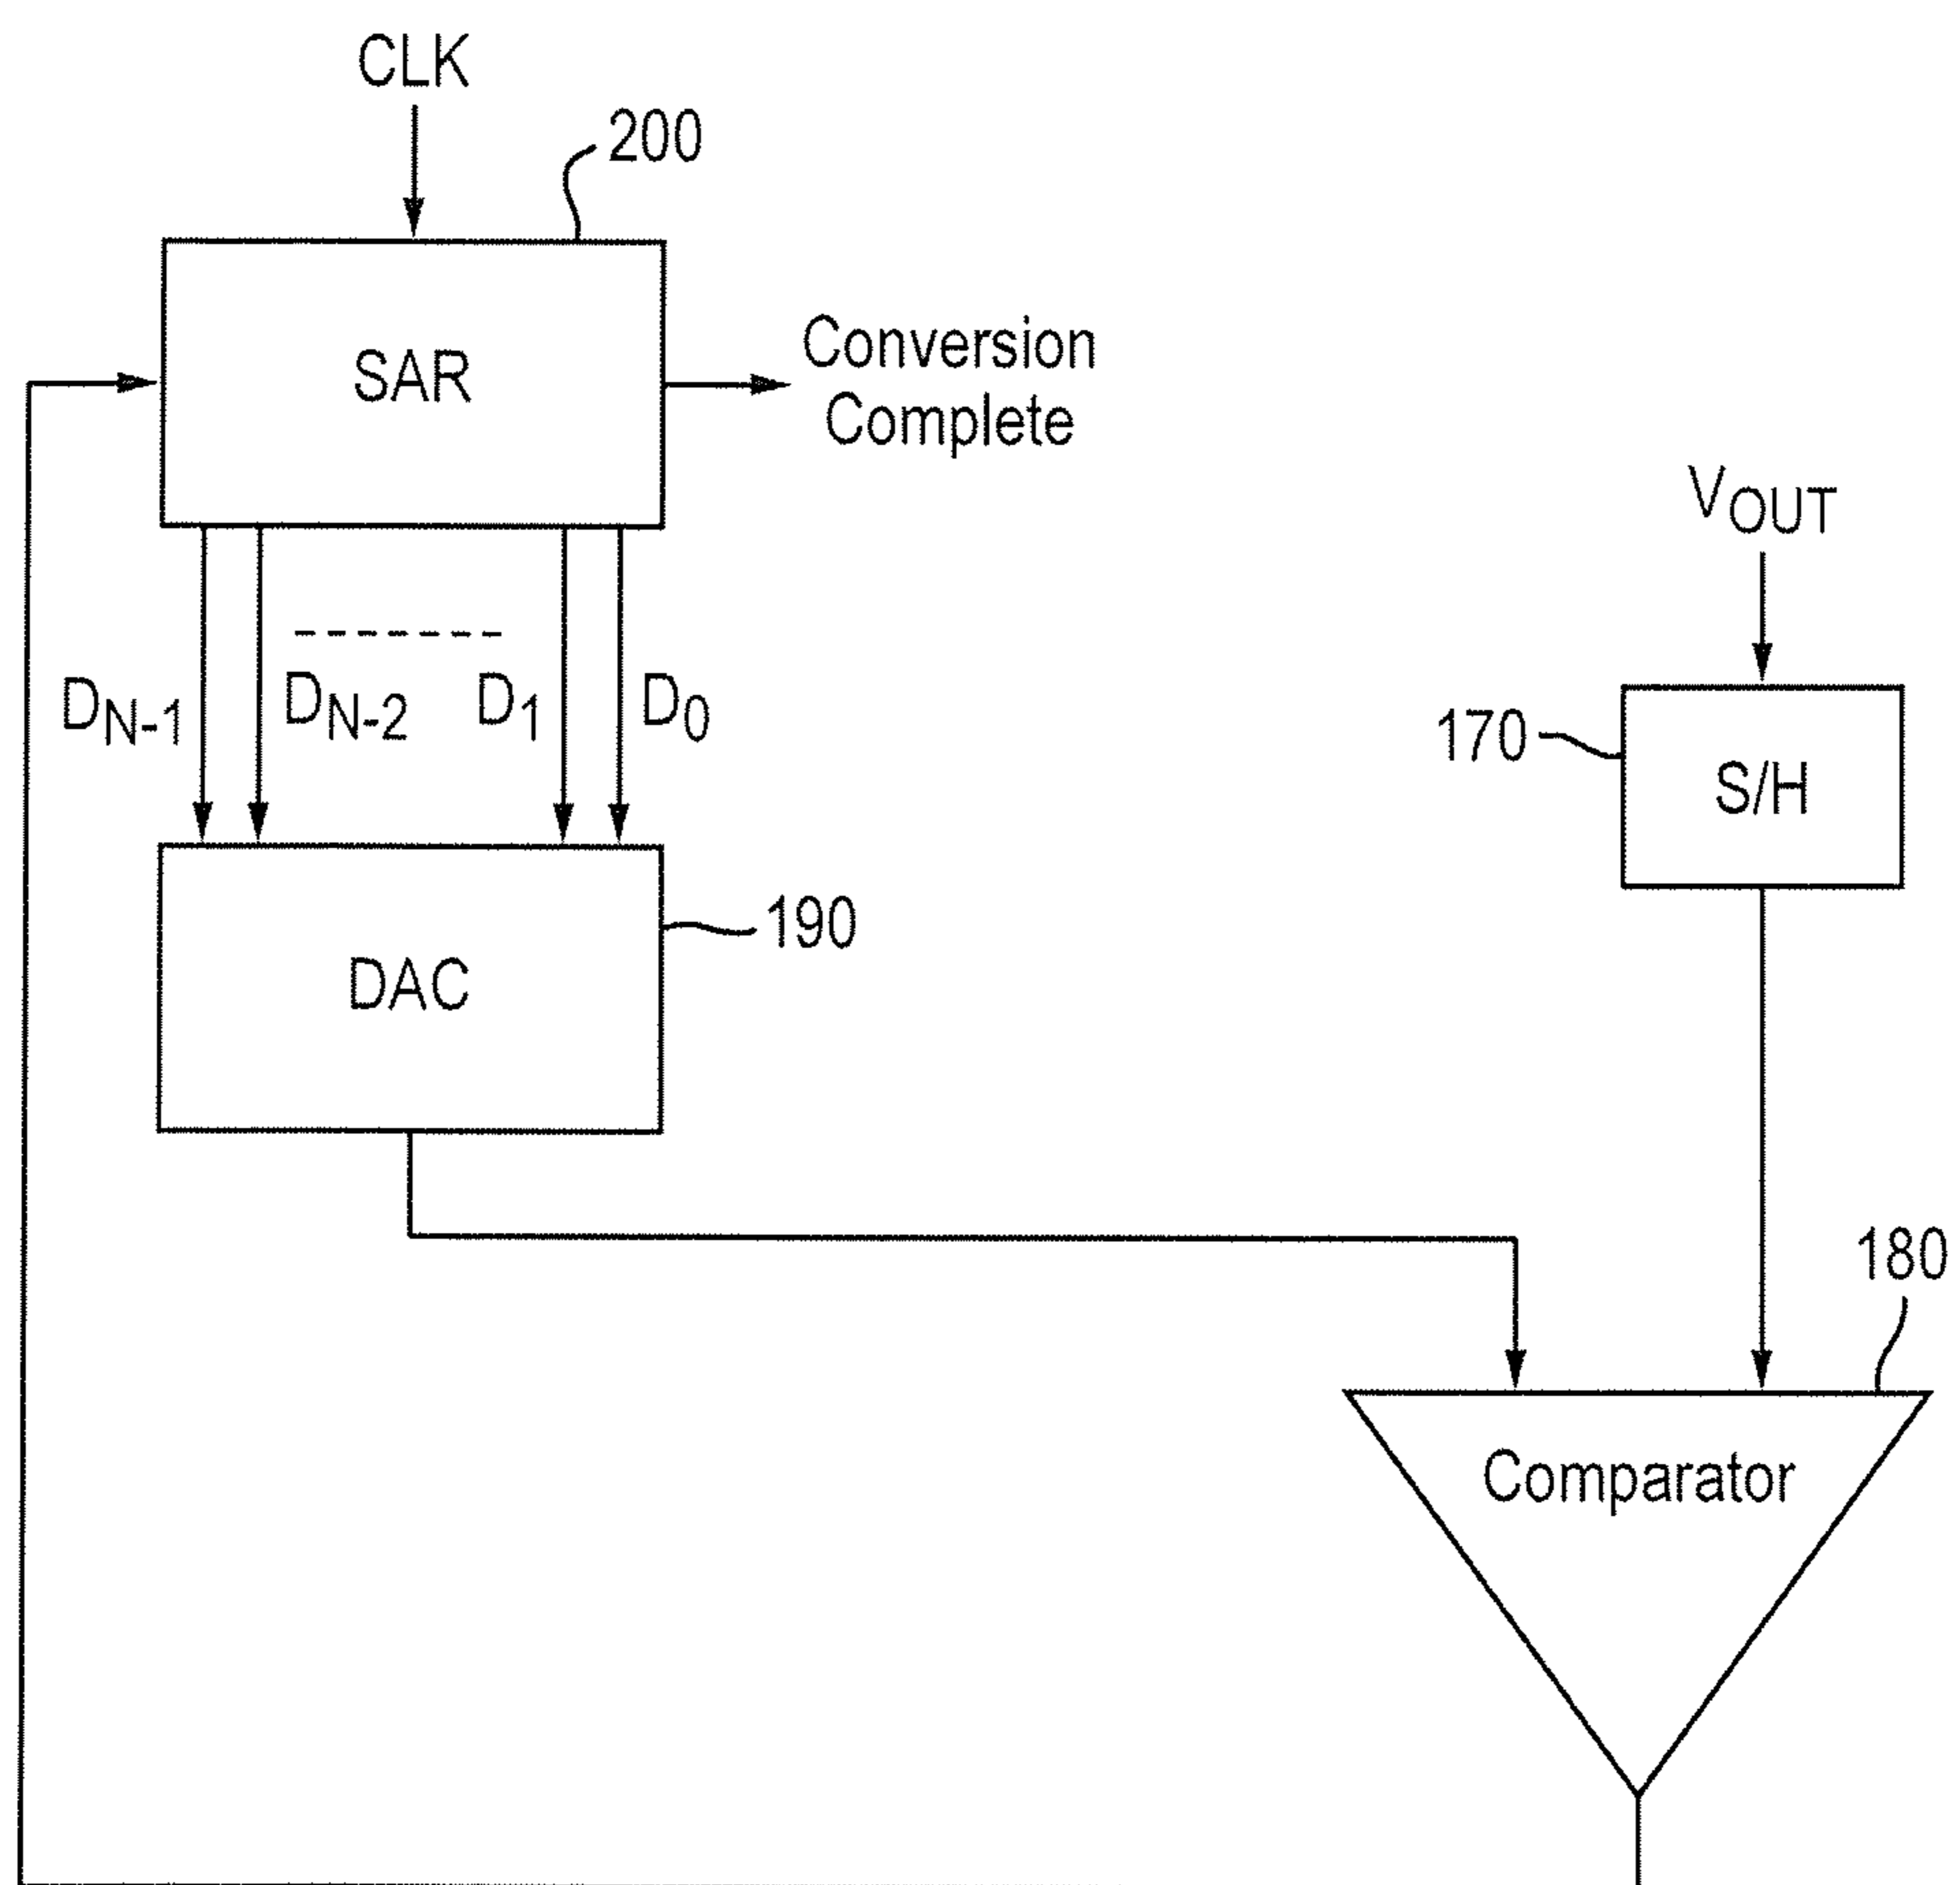 CLK
200
SAR
Conversion
Complete
V_OUT
D_N-1
D_N-2
D_1
D_0
170
S/H
190
DAC
180
Comparator